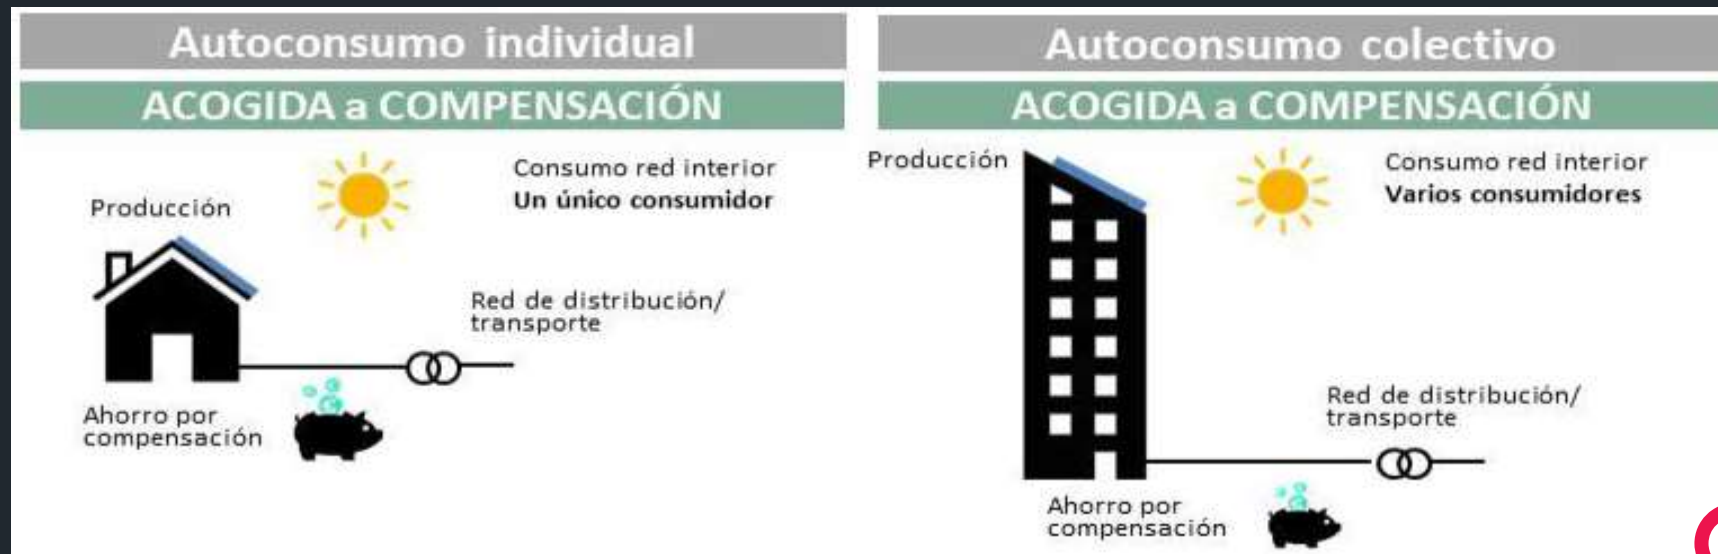 Autoconsumo individual
ACOGIDA a COMPENSACIÓN
Consumo red interior
Un único consumidor
Producción
Red de distribución/
transporte
Ahorro por
compensación
Autoconsumo colectivo
ACOGIDA a COMPENSACIÓN
Producción
Consumo red interior
Varios consumidores
Red de distribución/
transporte
Ahorro por
compensación